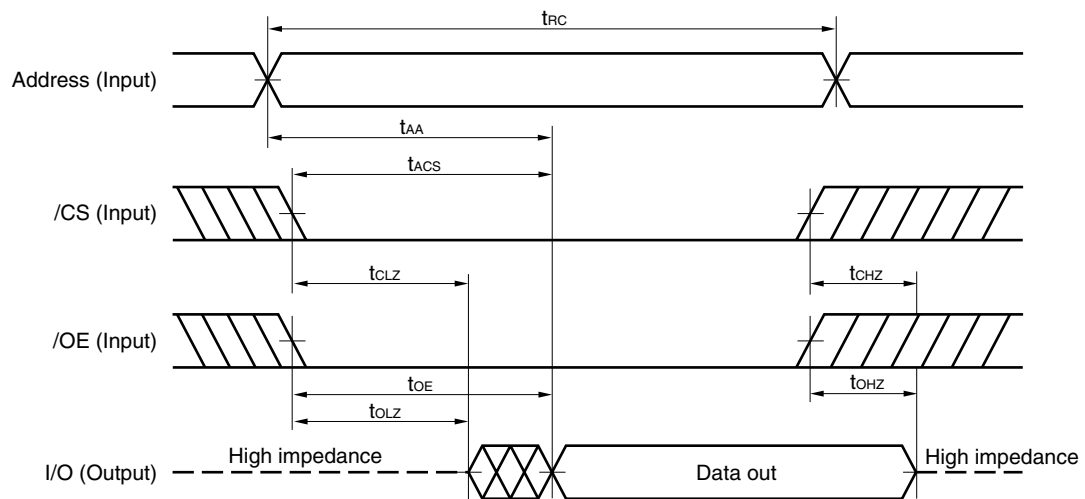 tRC
Address (Input)
tAA
tACS
/CS (Input)
tCLZ
tCHZ
/OE (Input)
tOE
tOHZ
tOLZ
High impedance
High impedance
I/O (Output)
Data out